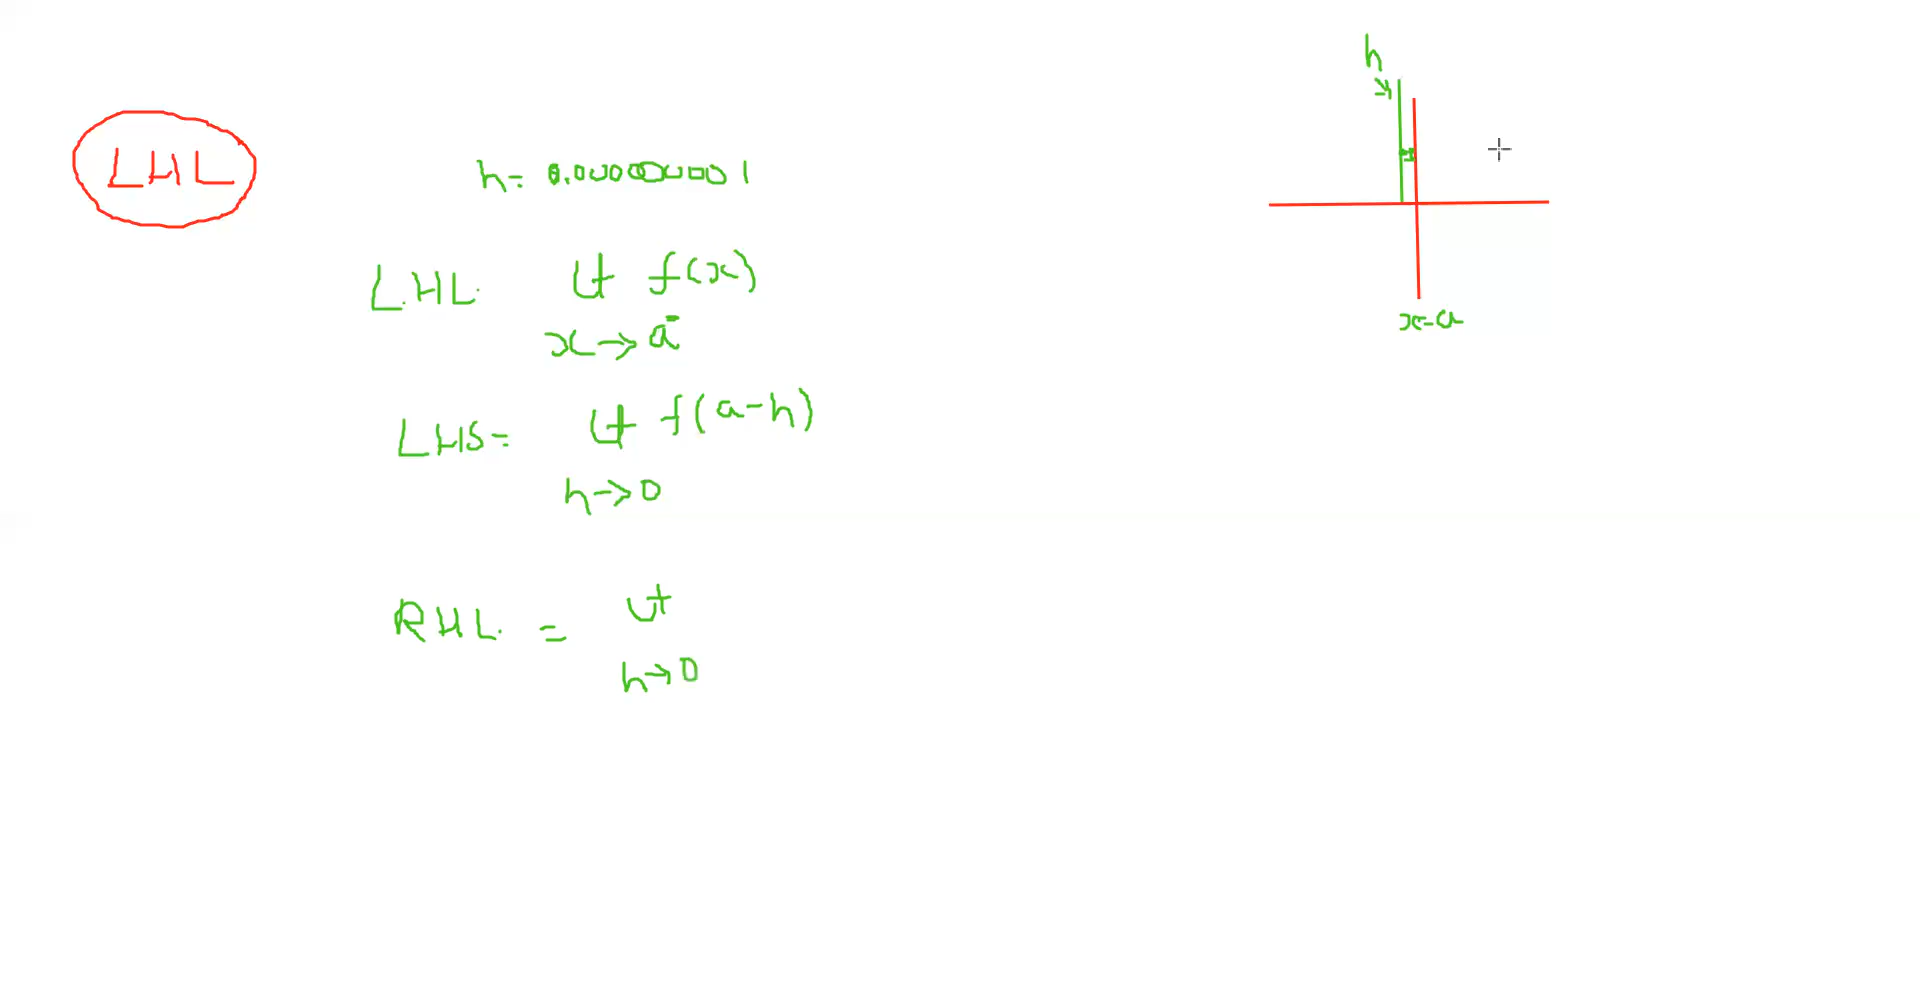 LHL
h = 0.0000000001
LHL. Lt f(x)
x → a⁻
LHS = Lt f(a-h)
h → 0
RHL. = Lt
h → 0
h
x = a